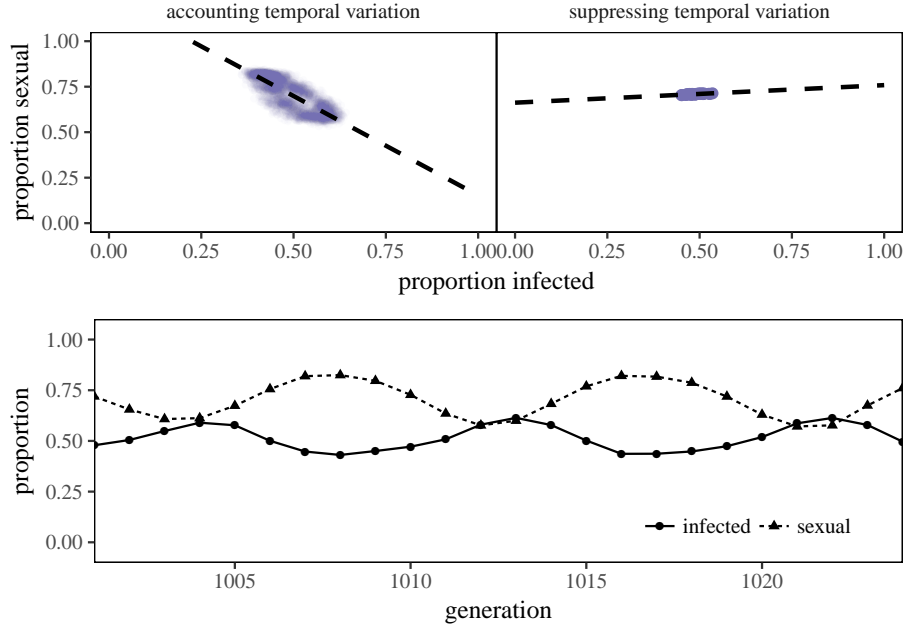 accounting temporal variation
suppressing temporal variation
proportion sexual
1.00
0.75
0.50
0.25
0.00
0.00 0.25 0.50 0.75 1.00
0.00 0.25 0.50 0.75 1.00
proportion infected
proportion
1.00
0.75
0.50
0.25
0.00
infected sexual
1005 1010 1015 1020
generation